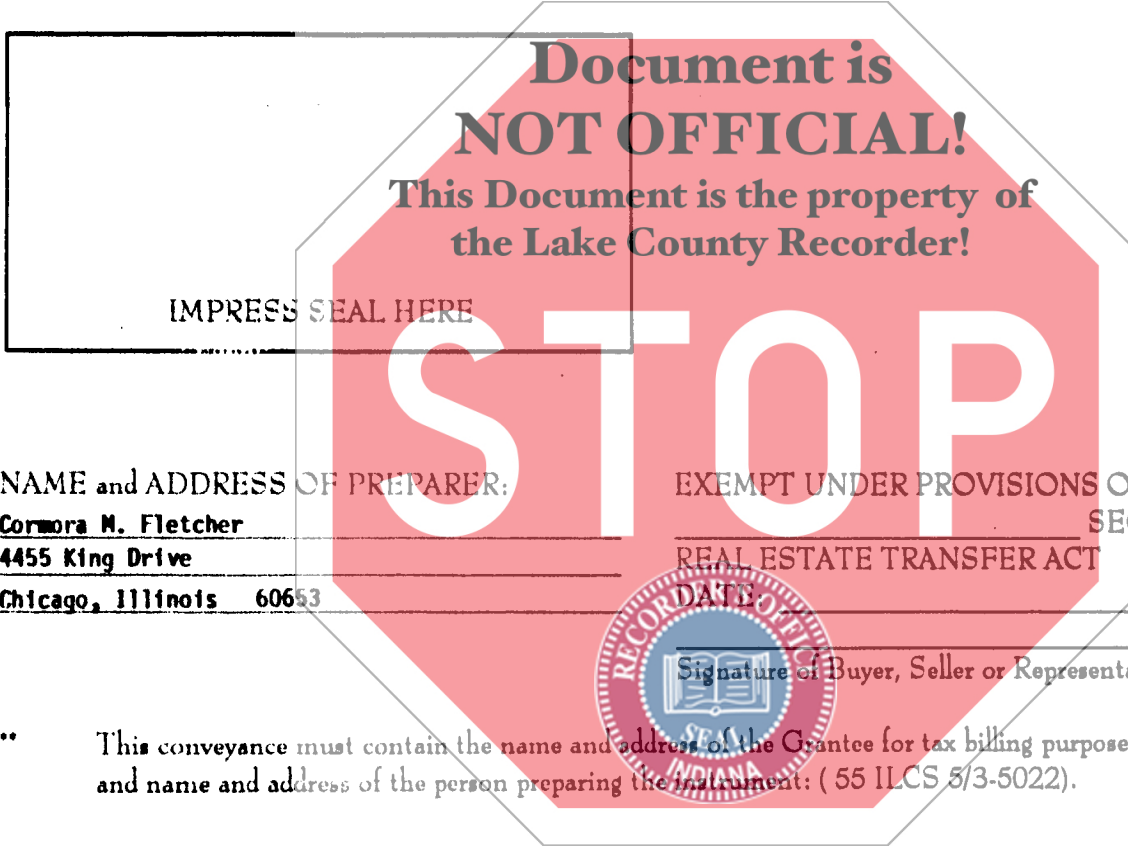 Document is
NOT OFFICIAL!
This Document is the property of
the Lake County Recorder!
IMPRESS SEAL HERE
STOP
NAME and ADDRESS OF PREPARER:
Cormora M. Fletcher
4455 King Drive
Chicago, Illinois 60653
EXEMPT UNDER PROVISIONS O
SEC
REAL ESTATE TRANSFER ACT
DATE:
Signature of Buyer, Seller or Representa
RECORDER'S OFFICE
SEAL
INDIANA
** This conveyance must contain the name and address of the Grantee for tax billing purpose
and name and address of the person preparing the instrument: ( 55 ILCS 5/3-5022).